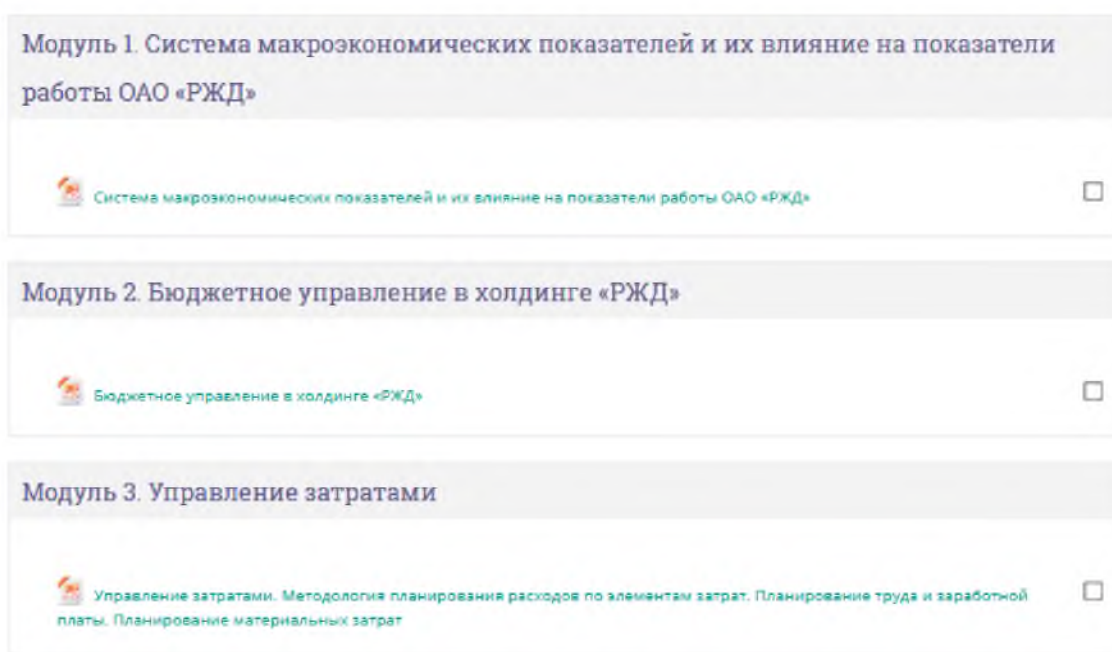 Модуль 1. Система макроэкономических показателей и их влияние на показатели
работы ОАО «РЖД»
Система макроэкономических показателей и их влияние на показатели работы ОАО «РЖД»
Модуль 2. Бюджетное управление в холдинге «РЖД»
Бюджетное управление в холдинге «РЖД»
Модуль 3. Управление затратами
Управление затратами. Методология планирования расходов по элементам затрат. Планирование труда и заработной
платы. Планирование материальных затрат